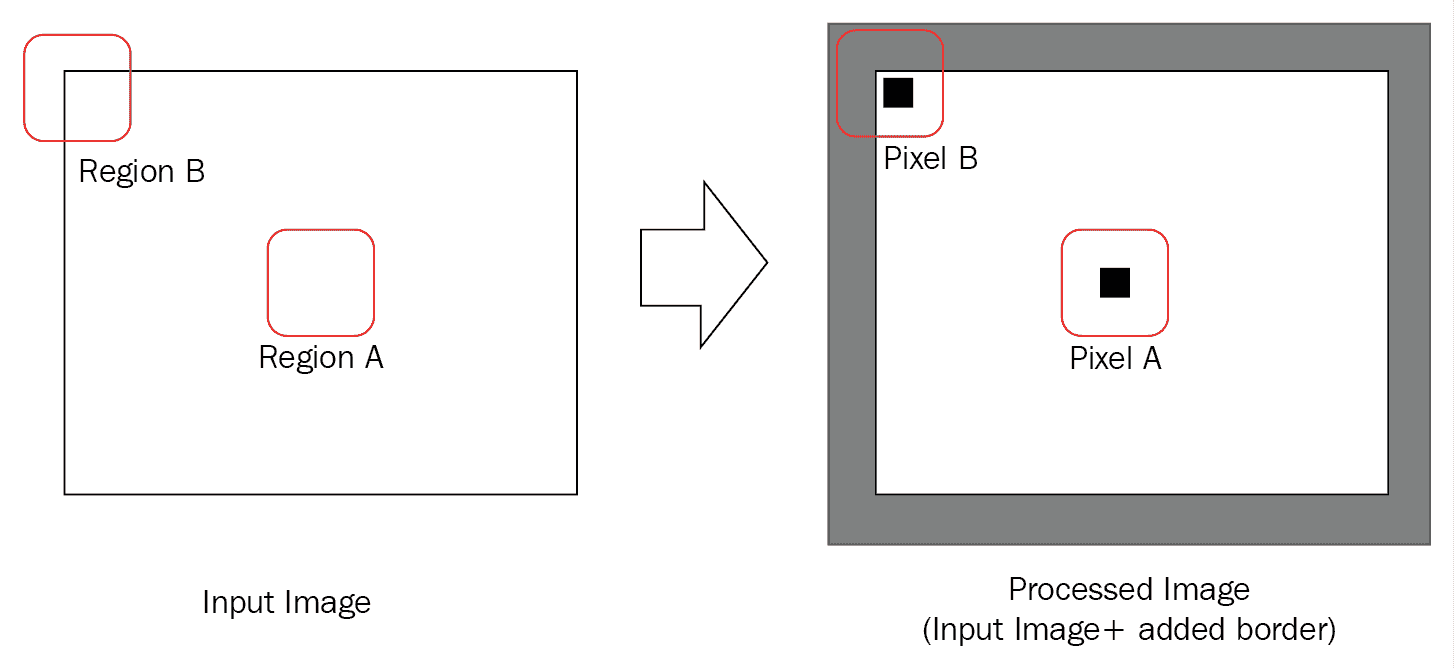 Region B
Region A
Input Image
Pixel B
Pixel A
Processed Image
(Input Image+ added border)